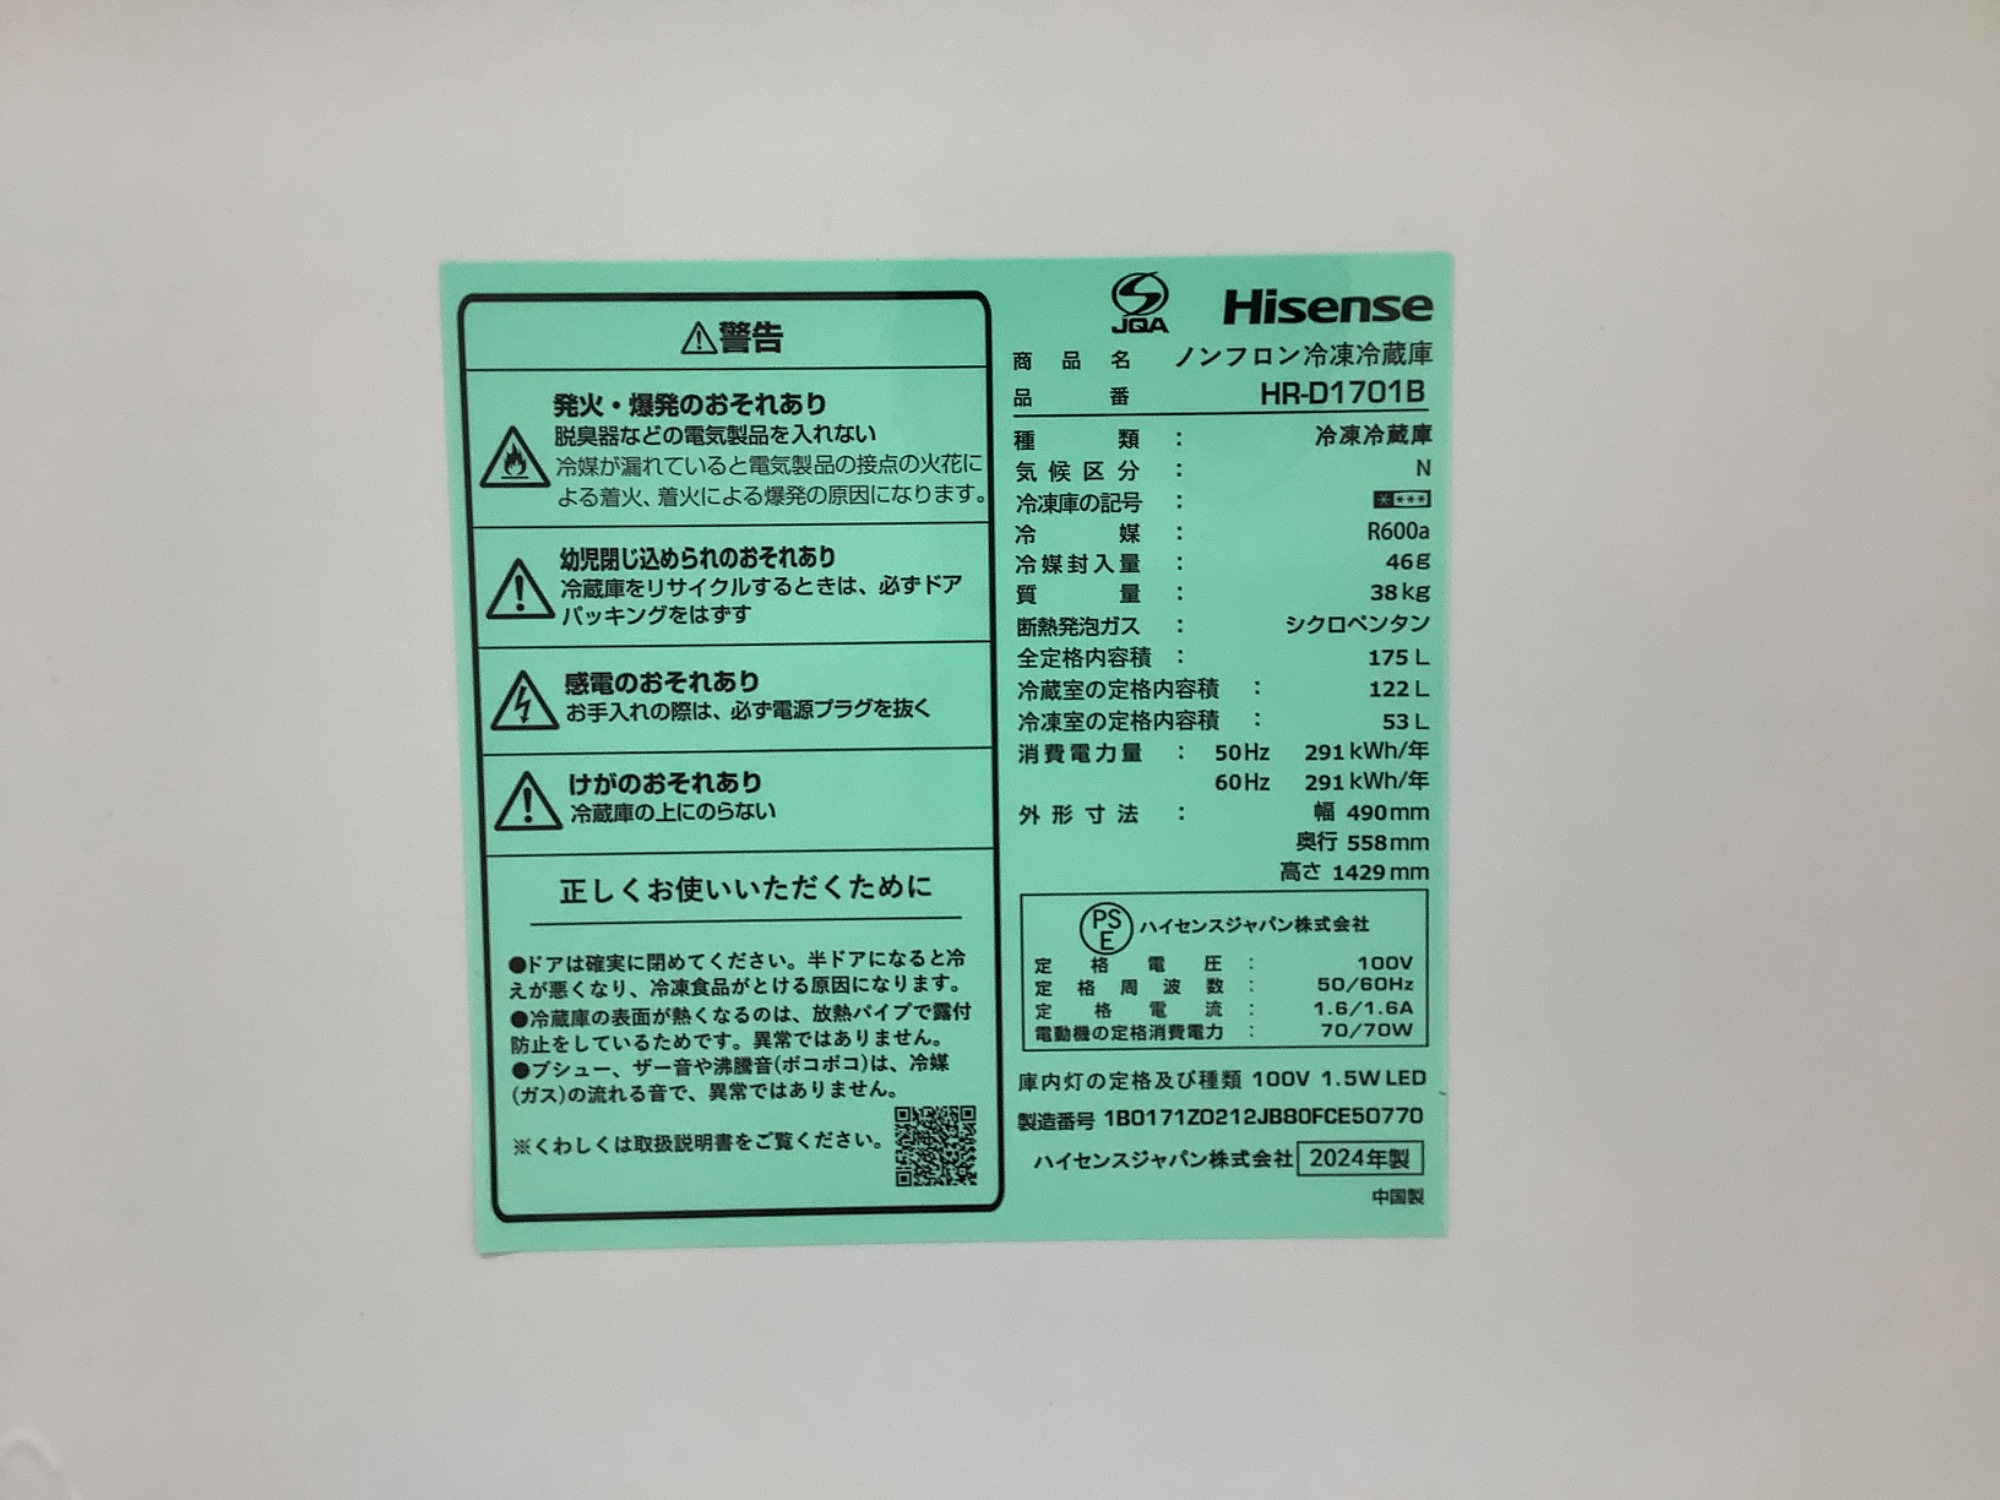 警告
発火・爆発のおそれあり
脱臭器などの電気製品を入れない
冷媒が漏れていると電気製品の接点の火花に
よる着火、着火による爆発の原因になります。
幼児閉じ込められのおそれあり
冷蔵庫をリサイクルするときは、必ずドア
パッキングをはずす
感電のおそれあり
お手入れの際は、必ず電源プラグを抜く
けがのおそれあり
冷蔵庫の上にのらない
正しくお使いいただくために
●ドアは確実に閉めてください。半ドアになると冷
えが悪くなり、冷凍食品がとける原因になります。
●冷蔵庫の表面が熱くなるのは、放熱パイプで露付
防止をしているためです。異常ではありません。
●ブシュー、ザー音や沸騰音(ボコボコ)は、冷媒
(ガス)の流れる音で、異常ではありません。
※くわしくは取扱説明書をご覧ください。
JQA Hisense
商品名 ノンフロン冷凍冷蔵庫
品番 HR-D1701B
種類 : 冷凍冷蔵庫
気候区分 : N
冷凍庫の記号 : ****
冷媒 : R600a
冷媒封入量 : 46g
質量 : 38kg
断熱発泡ガス : シクロペンタン
全定格内容積 : 175L
冷蔵室の定格内容積 : 122L
冷凍室の定格内容積 : 53L
消費電力量 : 50Hz 291kWh/年
60Hz 291kWh/年
外形寸法 : 幅 490mm
奥行 558mm
高さ 1429mm
PSE ハイセンスジャパン株式会社
定格電圧 : 100V
定格周波数 : 50/60Hz
定格電流 : 1.6/1.6A
電動機の定格消費電力 : 70/70W
庫内灯の定格及び種類 100V 1.5W LED
製造番号 1B0171Z0212JB80FCE50770
ハイセンスジャパン株式会社 2024年製
中国製